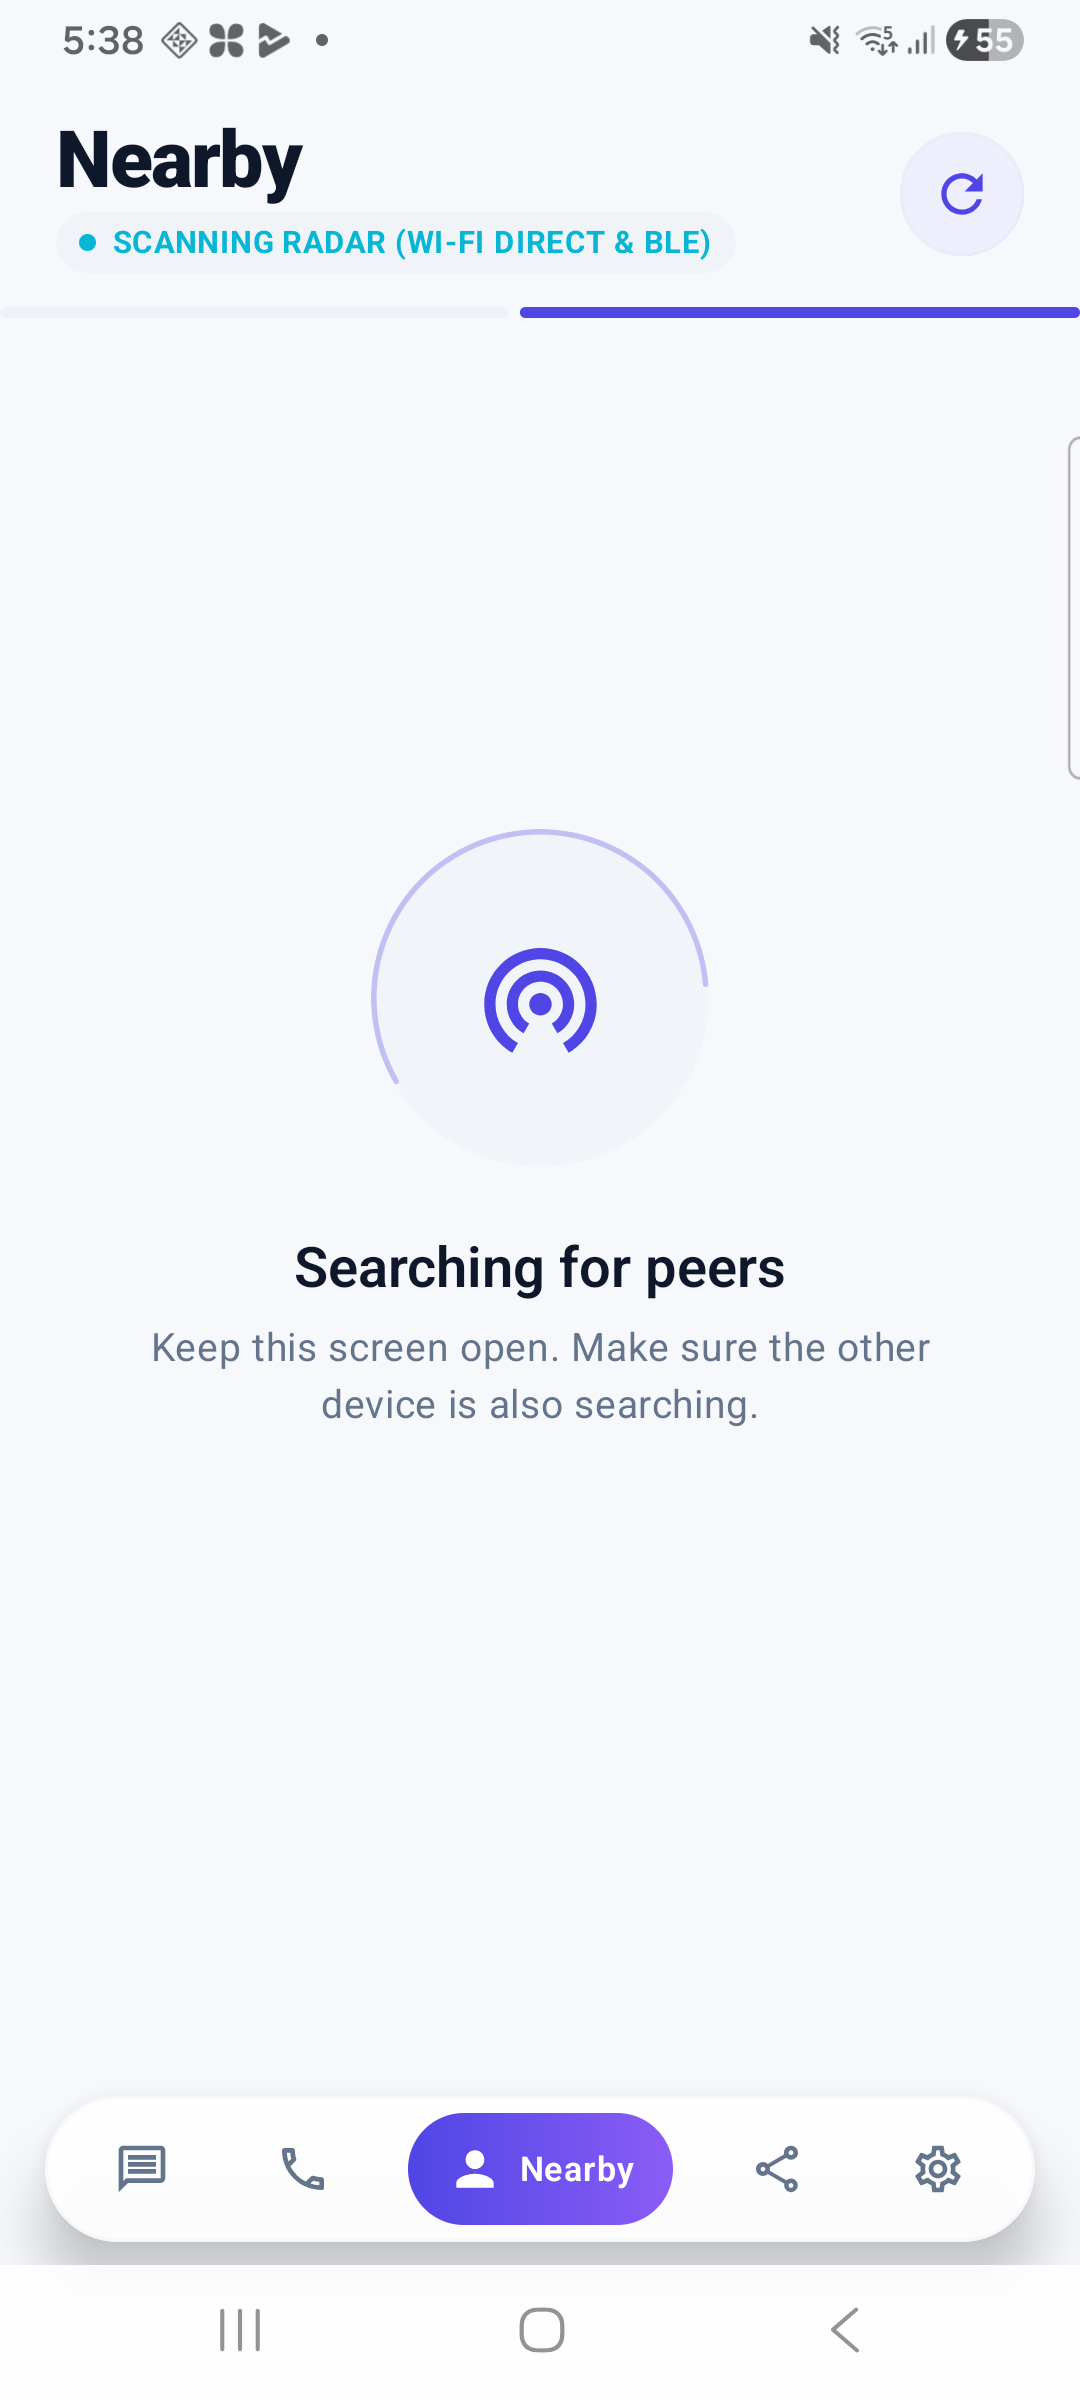 5:38
5
55
Nearby
SCANNING RADAR (WI-FI DIRECT & BLE)
Searching for peers
Keep this screen open. Make sure the other
device is also searching.
Nearby